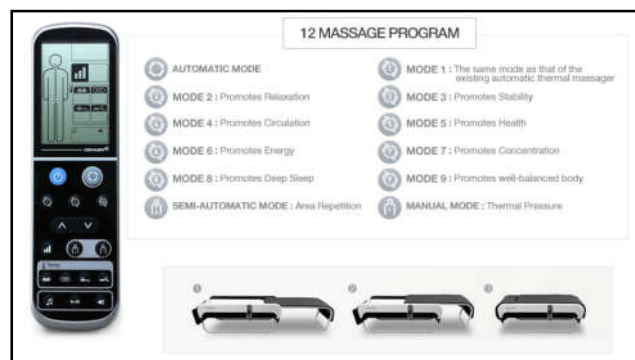 12 MASSAGE PROGRAM
AUTOMATIC MODE
MODE 1 : The same mode as that of the
existing automatic thermal massager
MODE 2 : Promotes Relaxation
MODE 3 : Promotes Stability
MODE 4 : Promotes Circulation
MODE 5 : Promotes Health
MODE 6 : Promotes Energy
MODE 7 : Promotes Concentration
MODE 8 : Promotes Deep Sleep
MODE 9 : Promotes well-balanced body
SEMI-AUTOMATIC MODE : Area Repetition
MANUAL MODE : Thermal Pressure
1
2
3